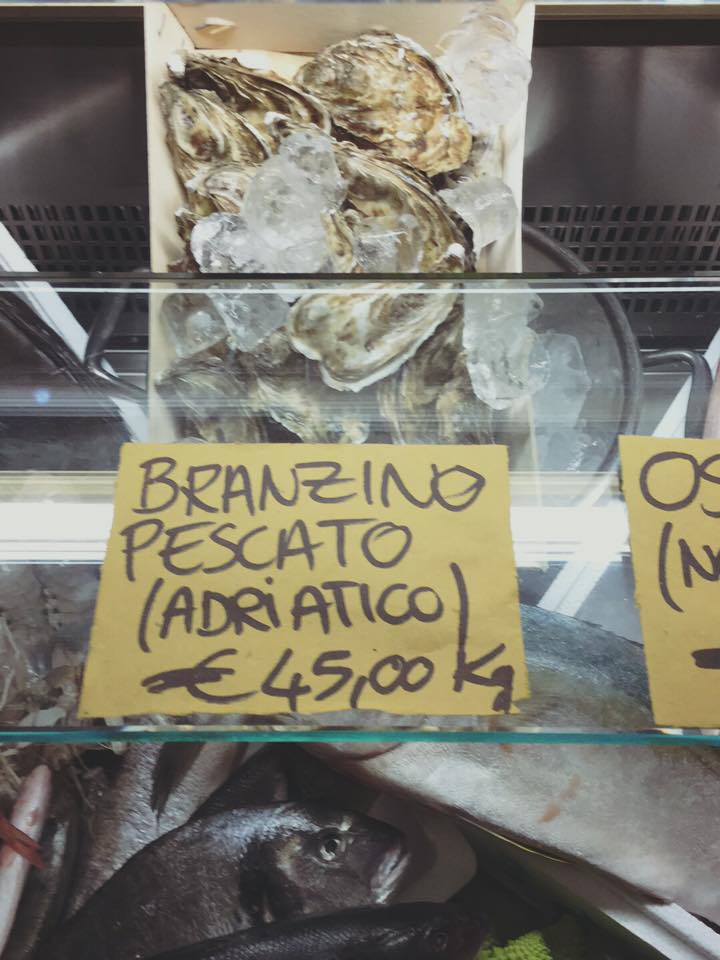 BRANZINO
PESCATO
(ADRIATICO)
€ 45,00 Kg